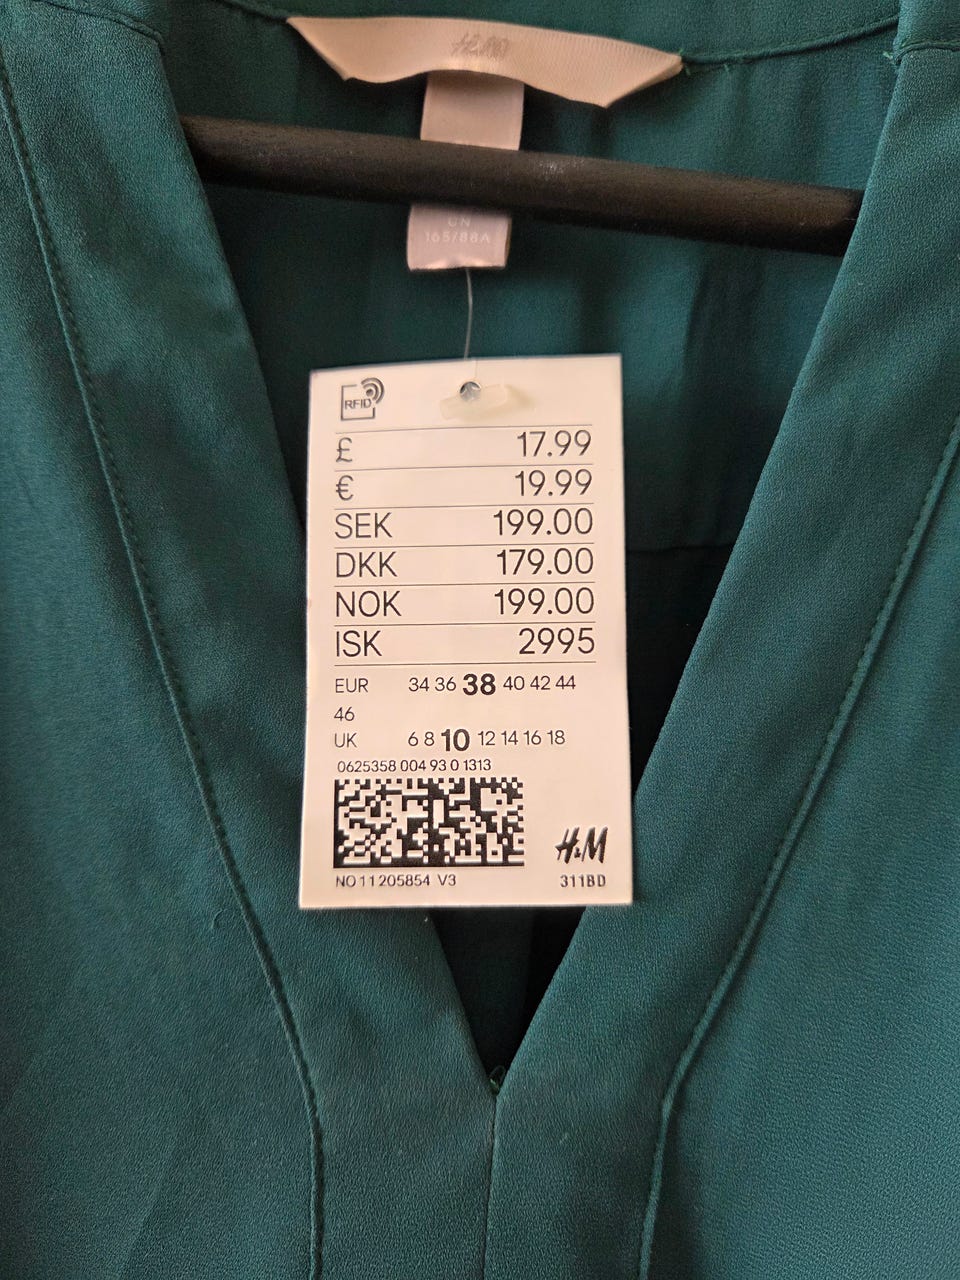 H&M
CN
165/88A
RFID
£ 17.99
€ 19.99
SEK 199.00
DKK 179.00
NOK 199.00
ISK 2995
EUR 34 36 38 40 42 44
46
UK 6 8 10 12 14 16 18
0625358 004 93 0 1313
H&M
NO11205854 V3 311BD